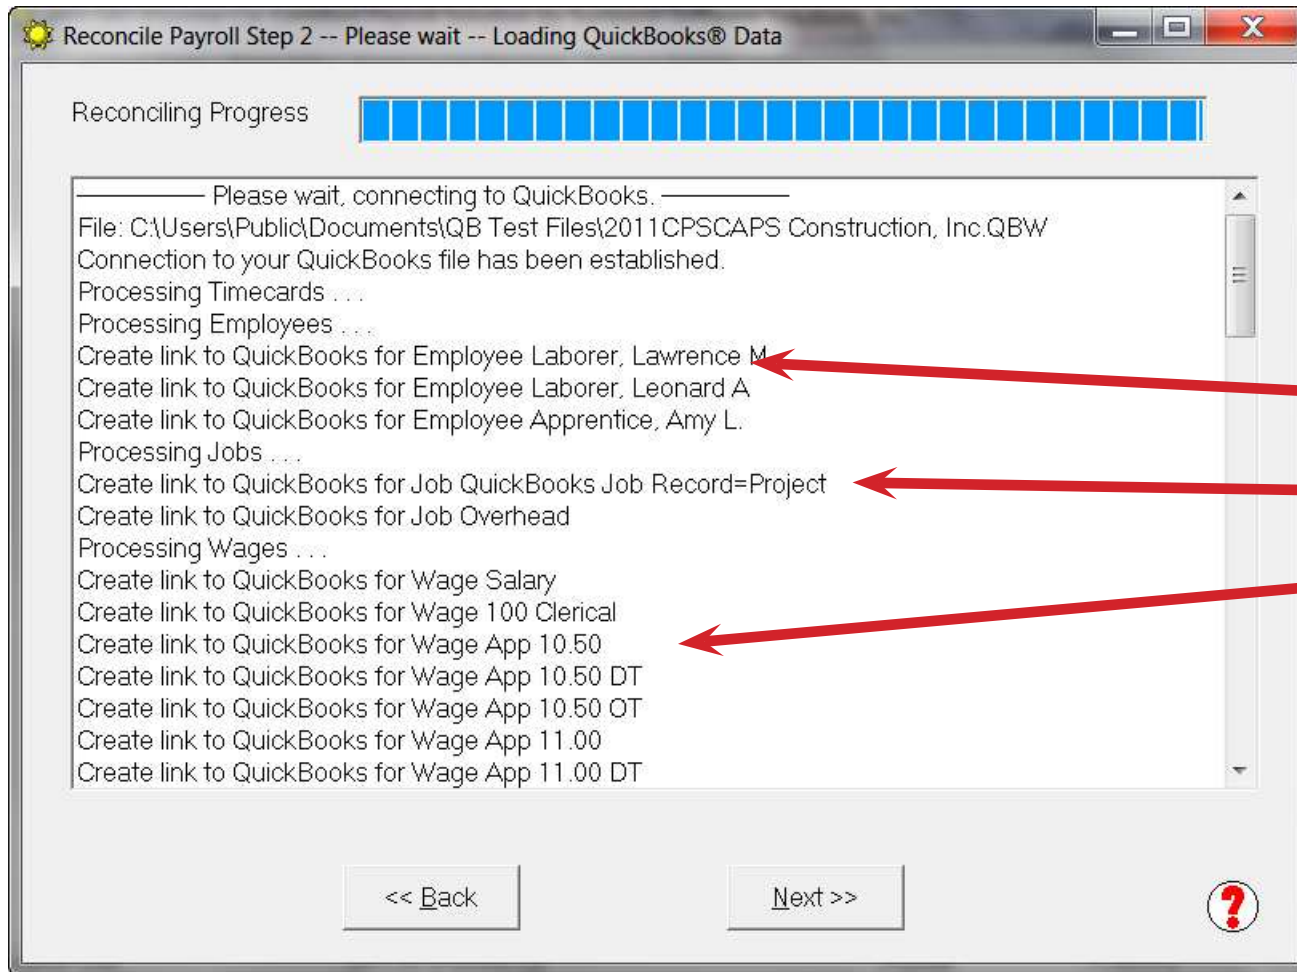 Reconcile Payroll Step 2 -- Please wait -- Loading QuickBooks® Data
Reconciling Progress
Please wait, connecting to QuickBooks.
File: C:\Users\Public\Documents\QB Test Files\2011CPSCAPS Construction, Inc.QBW
Connection to your QuickBooks file has been established.
Processing Timecards . . .
Processing Employees . . .
Create link to QuickBooks for Employee Laborer, Lawrence M.
Create link to QuickBooks for Employee Laborer, Leonard A
Create link to QuickBooks for Employee Apprentice, Amy L.
Processing Jobs . . .
Create link to QuickBooks for Job QuickBooks Job Record=Project
Create link to QuickBooks for Job Overhead
Processing Wages . . .
Create link to QuickBooks for Wage Salary
Create link to QuickBooks for Wage 100 Clerical
Create link to QuickBooks for Wage App 10.50
Create link to QuickBooks for Wage App 10.50 DT
Create link to QuickBooks for Wage App 10.50 OT
Create link to QuickBooks for Wage App 11.00
Create link to QuickBooks for Wage App 11.00 DT
<< Back
Next >>
?